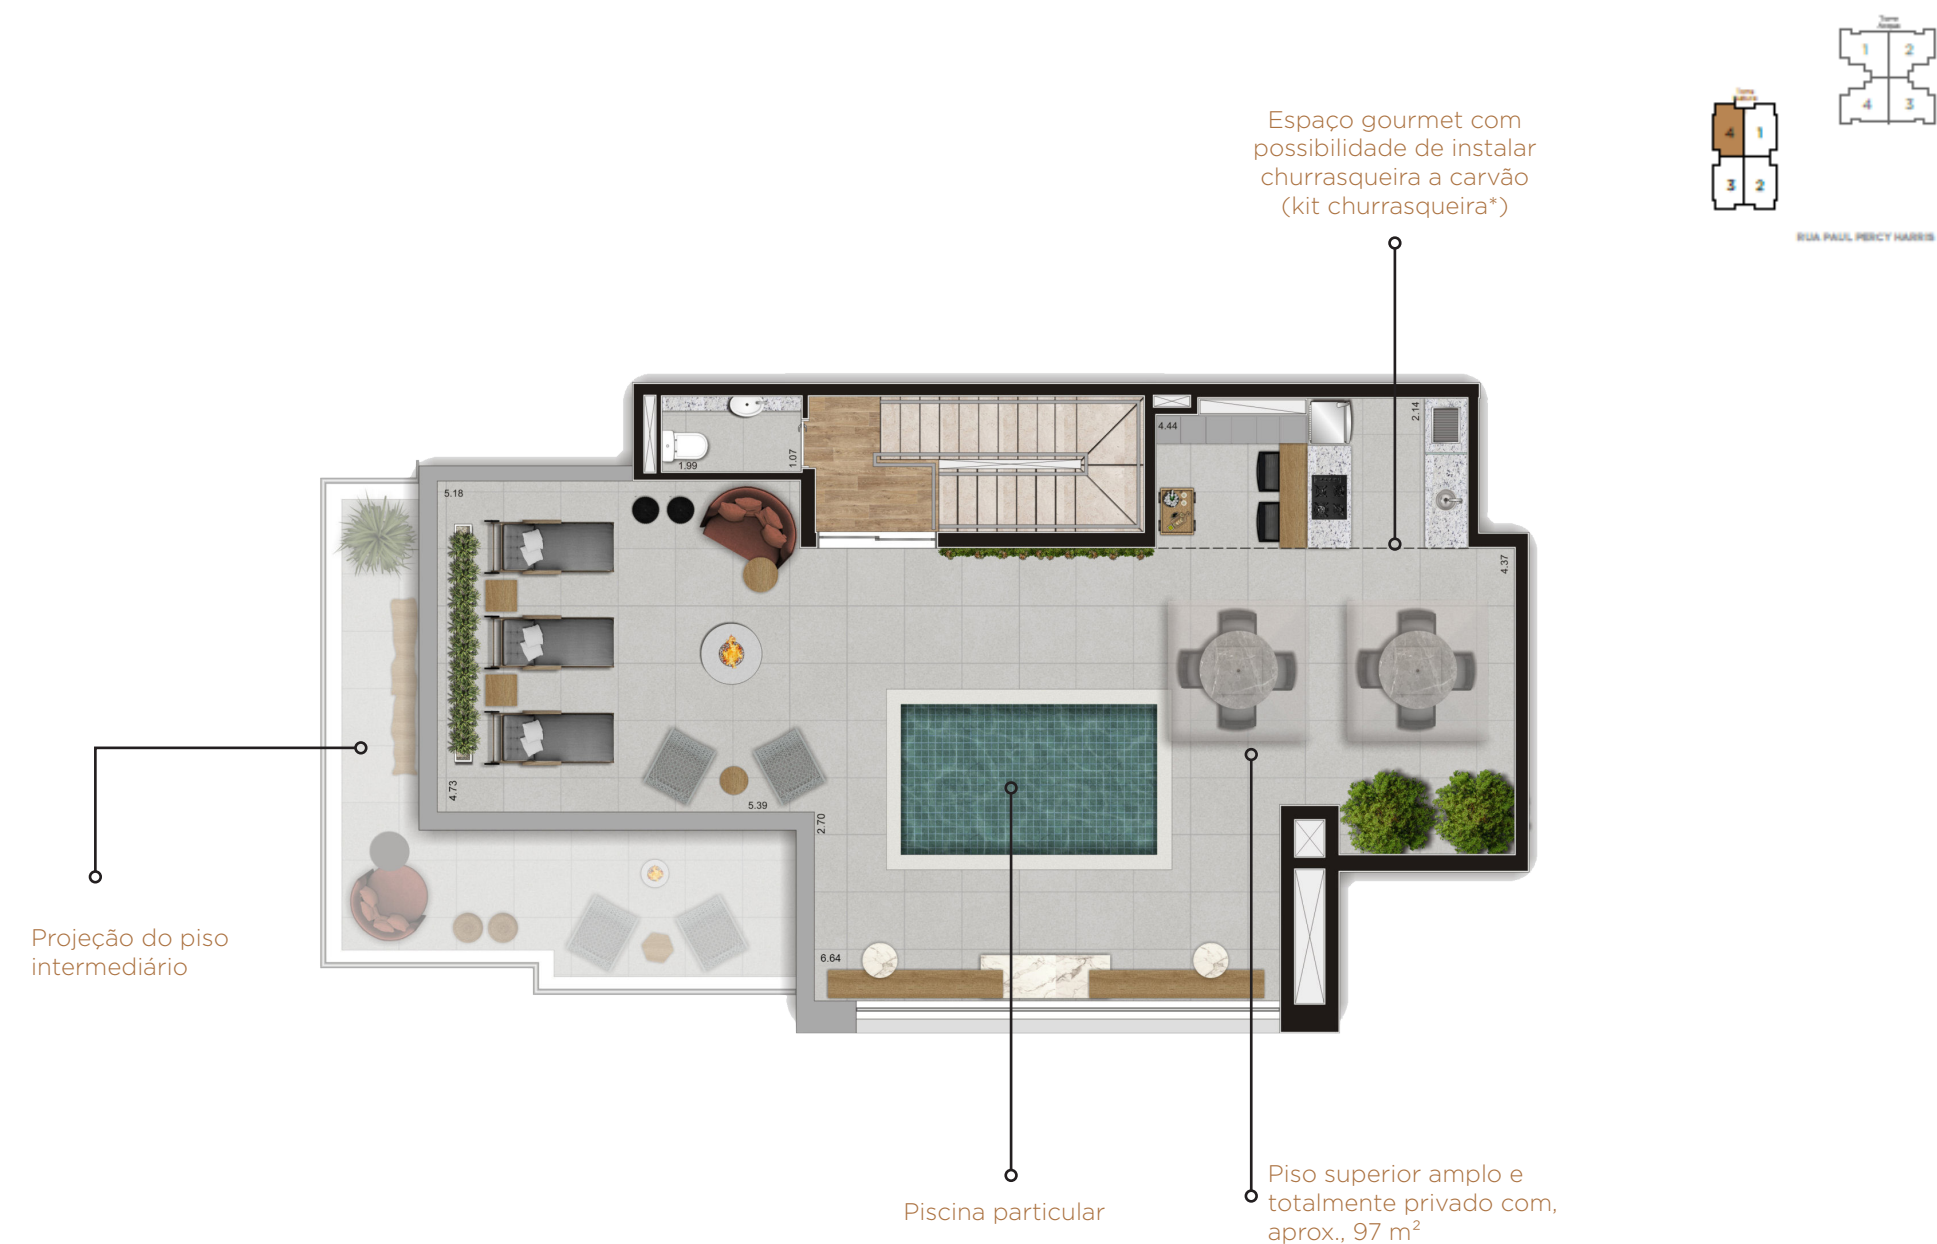 Torre
1 2
4 3
Torre
4 1
3 2
RUA PAUL PERCY HARRIS
Espaço gourmet com
possibilidade de instalar
churrasqueira a carvão
(kit churrasqueira*)
2.14
4.44
1.07
1.99
5.18
4.37
4.73
5.39
2.70
6.64
Projeção do piso
intermediário
Piscina particular
Piso superior amplo e
totalmente privado com,
aprox., 97 m²